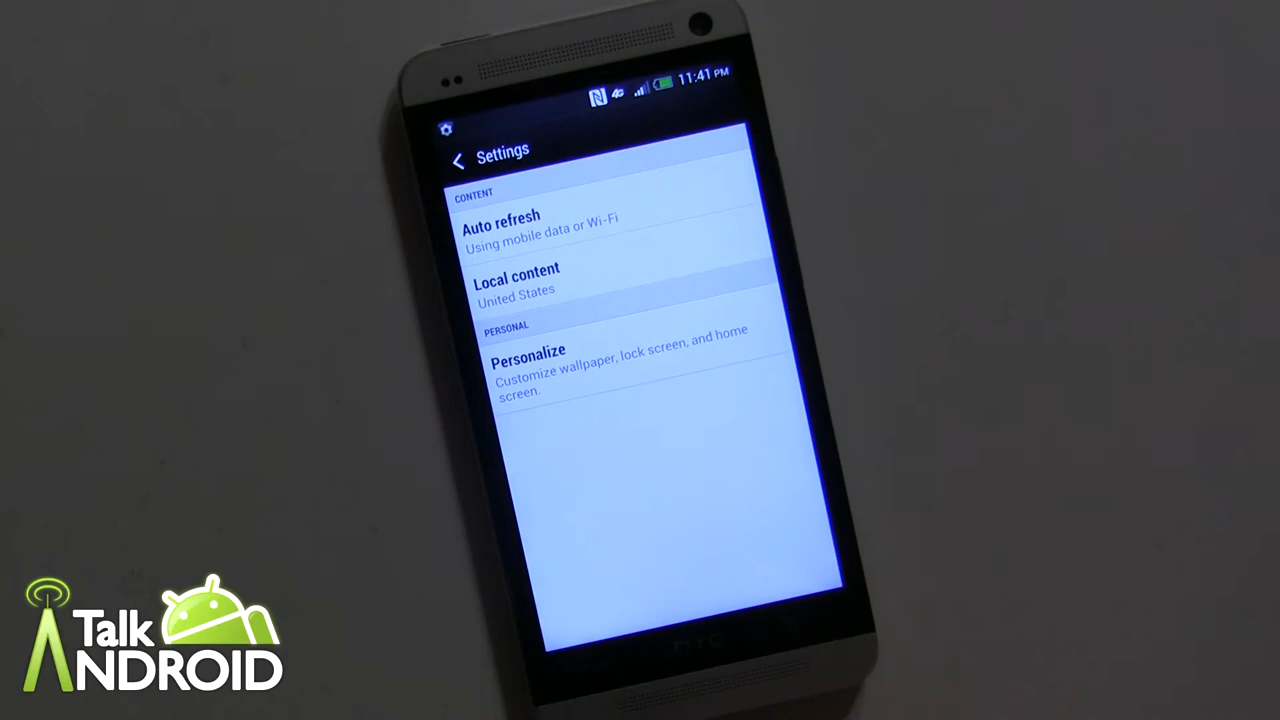 11:41 PM
Settings
CONTENT
Auto refresh
Using mobile data or Wi-Fi
Local content
United States
PERSONAL
Personalize
Customize wallpaper, lock screen, and home
screen.
hTC
Talk
ANDROID
4G